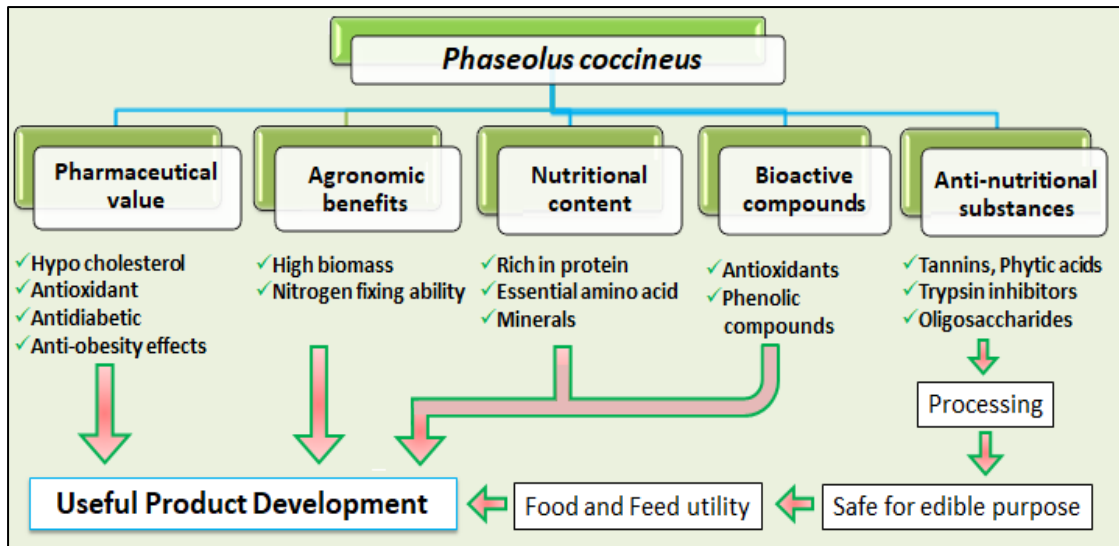 Phaseolus coccineus
Pharmaceutical
value
Agronomic
benefits
Nutritional
content
Bioactive
compounds
Anti-nutritional
substances
✓Hypo cholesterol
✓Antioxidant
✓Antidiabetic
✓Anti-obesity effects
✓High biomass
✓Nitrogen fixing ability
✓Rich in protein
✓Essential amino acid
✓Minerals
✓Antioxidants
✓Phenolic
compounds
✓Tannins, Phytic acids
✓Trypsin inhibitors
✓Oligosaccharides
Processing
Safe for edible purpose
Food and Feed utility
Useful Product Development